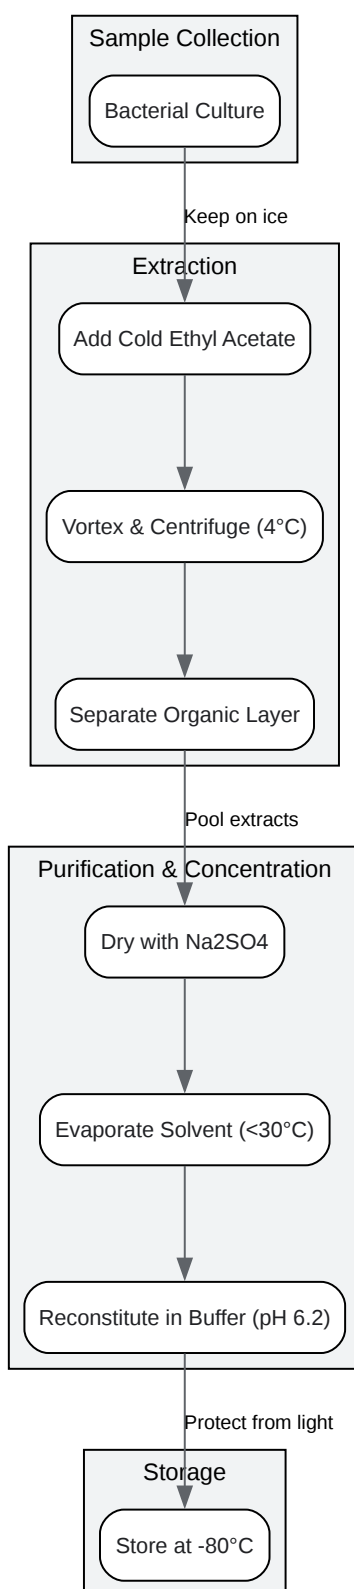 Sample Collection
Bacterial Culture
Keep on ice
Extraction
Add Cold Ethyl Acetate
Vortex & Centrifuge (4°C)
Separate Organic Layer
Pool extracts
Purification & Concentration
Dry with Na2SO4
Evaporate Solvent (<30°C)
Reconstitute in Buffer (pH 6.2)
Protect from light
Storage
Store at -80°C